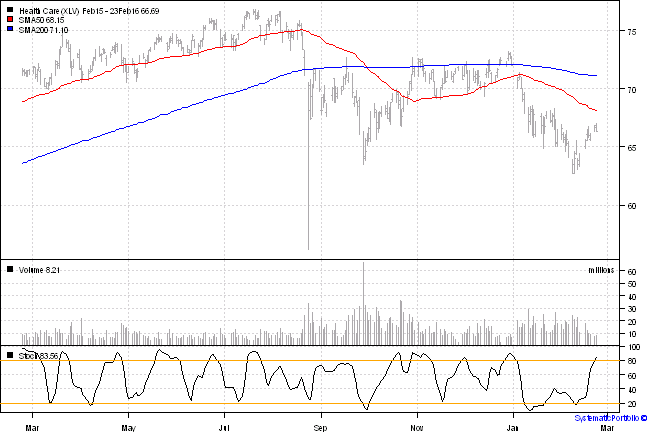 Health Care (XLV) Feb15 - 23Feb16 66.69
SMA50 68.15
SMA200 71.10
75
70
65
60
Volume 8.21
millions
60
50
40
30
20
10
Stoch 83.56
100
80
60
40
20
Mar May Jul Sep Nov Jan Mar
SystematicPortfolio ©